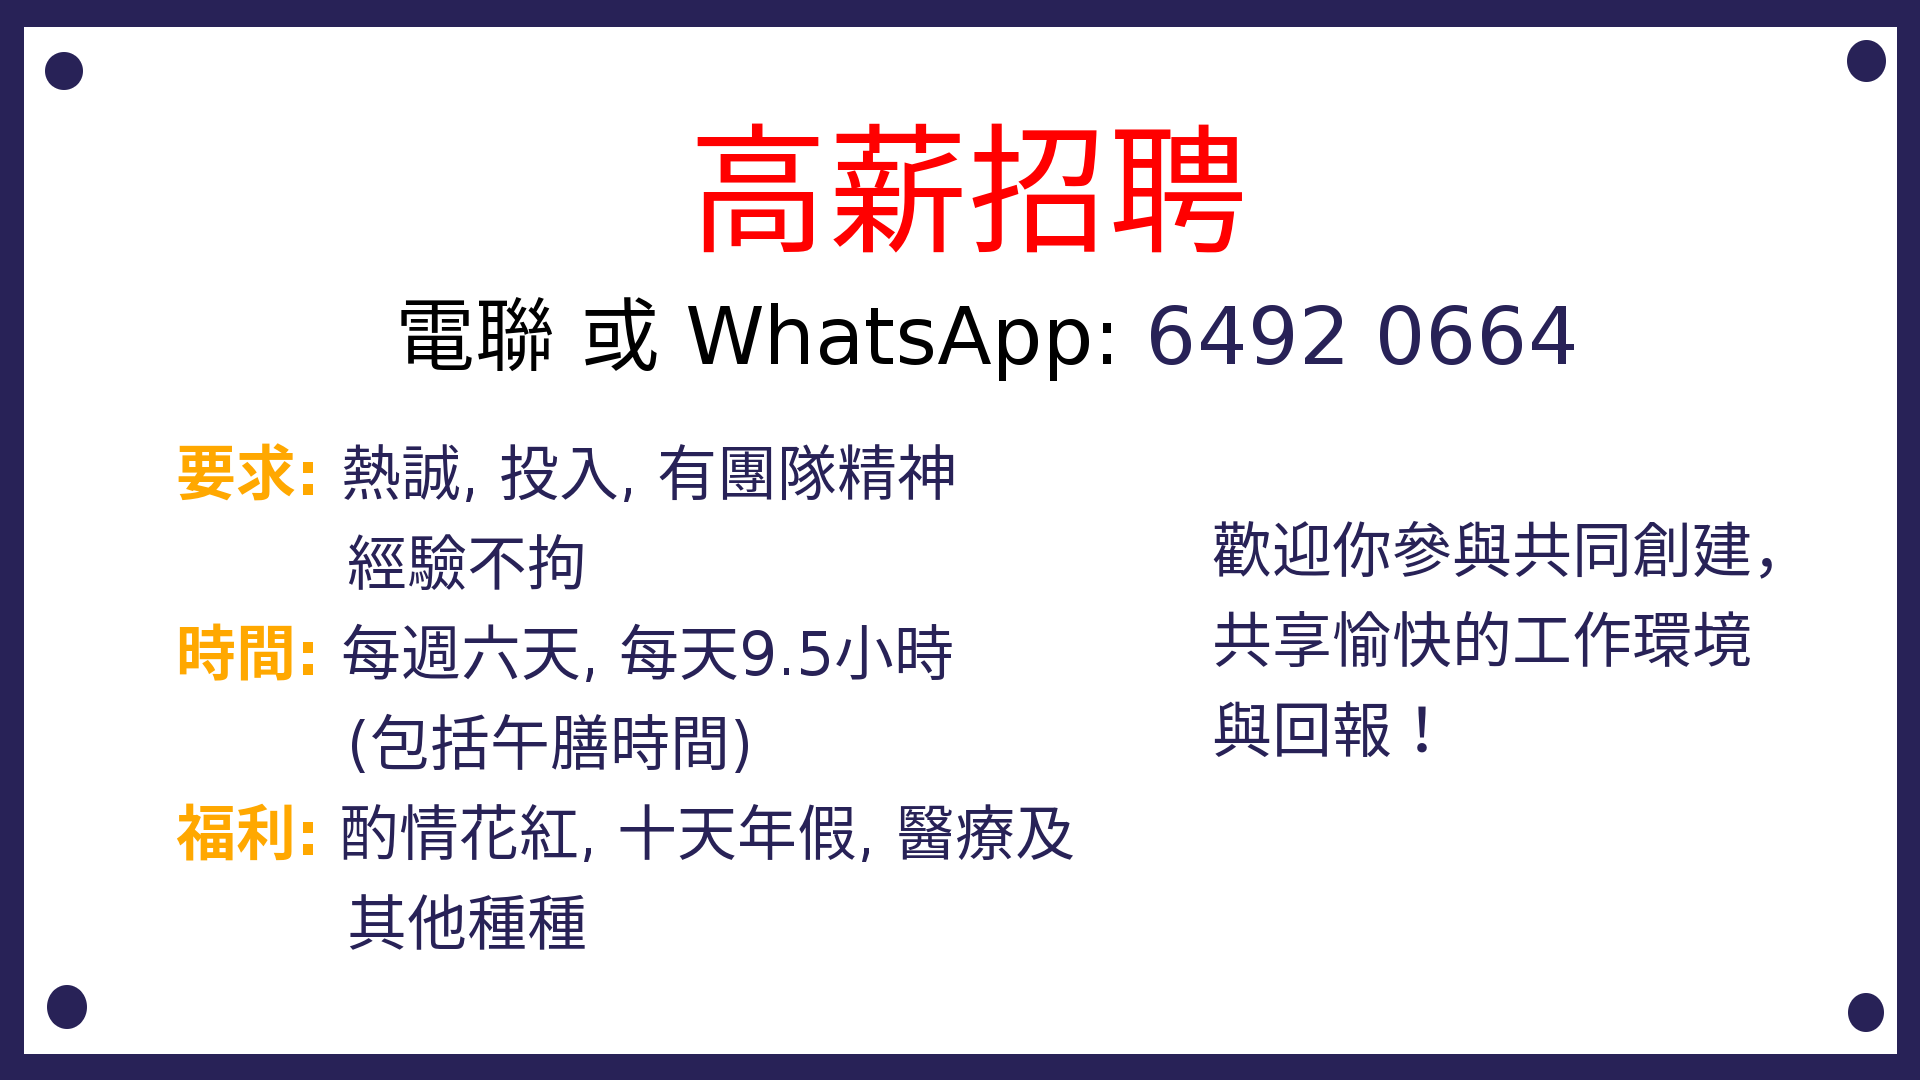 高薪招聘
電聯 或 WhatsApp: 6492 0664
要求: 熱誠, 投入, 有團隊精神
經驗不拘
時間: 每週六天, 每天9.5小時
(包括午膳時間)
福利: 酌情花紅, 十天年假, 醫療及
其他種種
歡迎你參與共同創建，
共享愉快的工作環境
與回報！